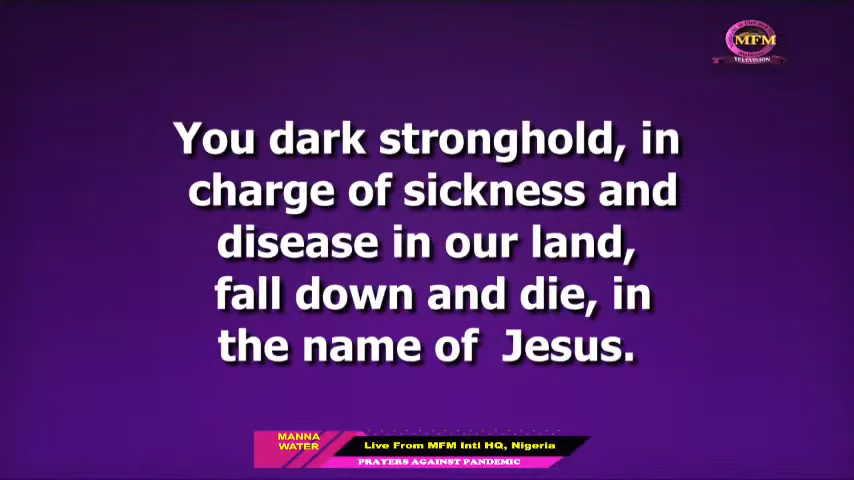 MFM
TELEVISION
You dark stronghold, in
charge of sickness and
disease in our land,
fall down and die, in
the name of Jesus.
MANNA
WATER
Live From MFM Intl HQ, Nigeria
PRAYERS AGAINST PANDEMIC